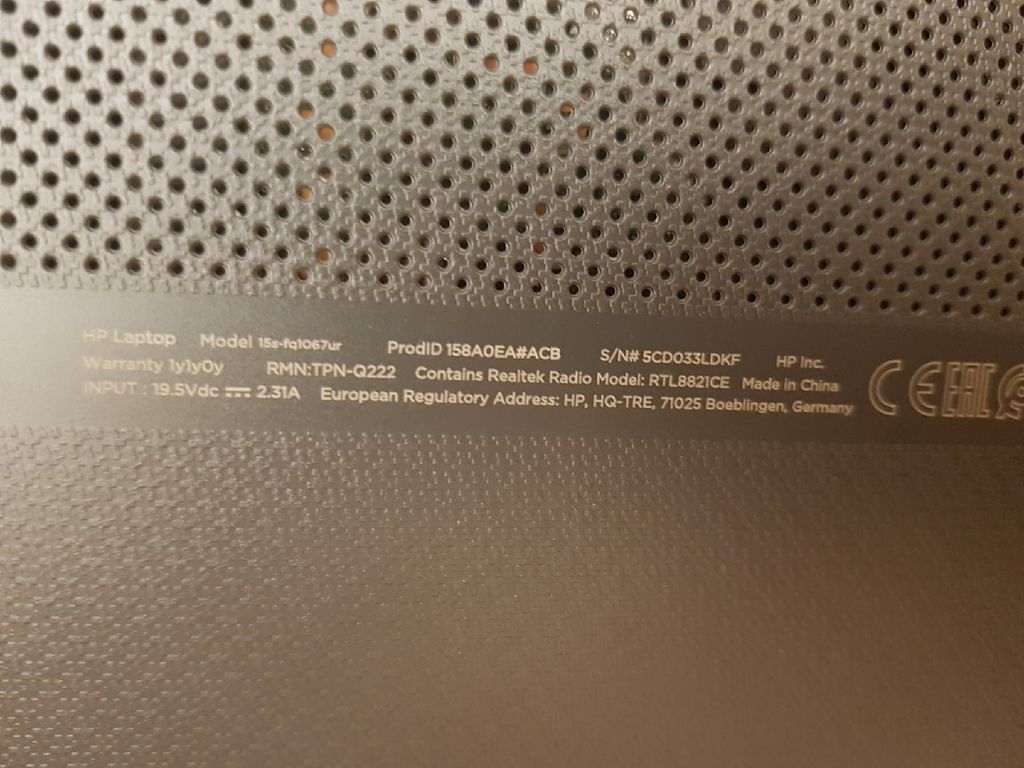 HP Laptop Model 15s-fq1067ur ProdID 158A0EA#ACB S/N# 5CD033LDKF HP Inc.
Warranty 1y1y0y RMN:TPN-Q222 Contains Realtek Radio Model: RTL8821CE Made in China
INPUT : 19.5Vdc ⎓ 2.31A European Regulatory Address: HP, HQ-TRE, 71025 Boeblingen, Germany
CE EAC